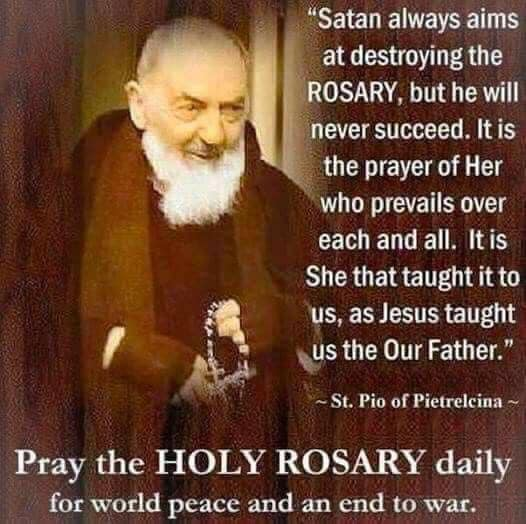 “Satan always aims
at destroying the
ROSARY, but he will
never succeed. It is
the prayer of Her
who prevails over
each and all. It is
She that taught it to
us, as Jesus taught
us the Our Father.”
~ St. Pio of Pietrelcina ~
Pray the HOLY ROSARY daily
for world peace and an end to war.